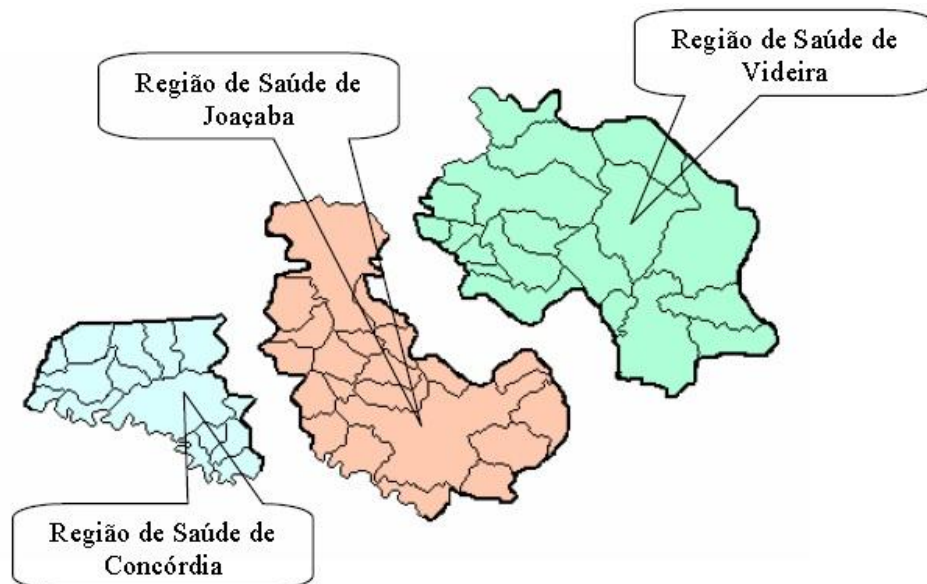 Região de Saúde de
Videira
Região de Saúde de
Joaçaba
Região de Saúde de
Concórdia